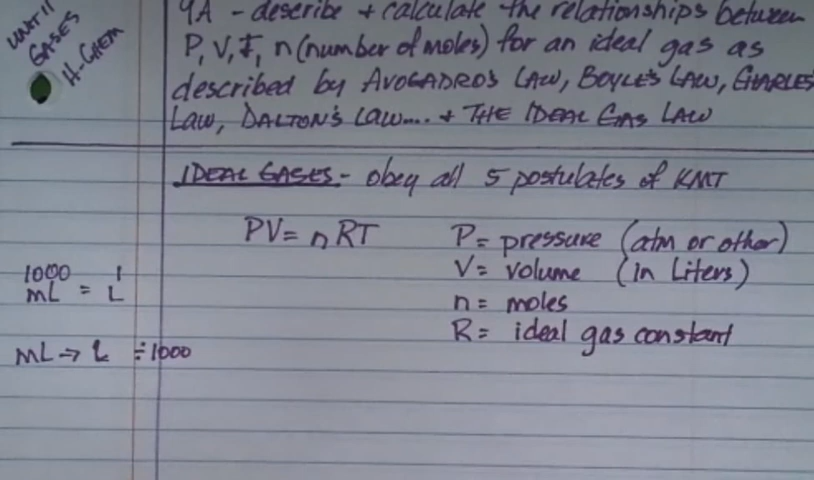 UNIT 11
GASES
H-CHEM
9A - describe + calculate the relationships between
P, V, T, n (number of moles) for an ideal gas as
described by AVOGADRO'S LAW, BOYLE'S LAW, CHARLES
LAW, DALTON'S LAW.... + THE IDEAL GAS LAW
IDEAL GASES - obey all 5 postulates of KMT
PV = nRT
P = pressure (atm or other)
V = volume (in Liters)
n = moles
R = ideal gas constant
1000 mL = 1 L
mL → L ÷1000